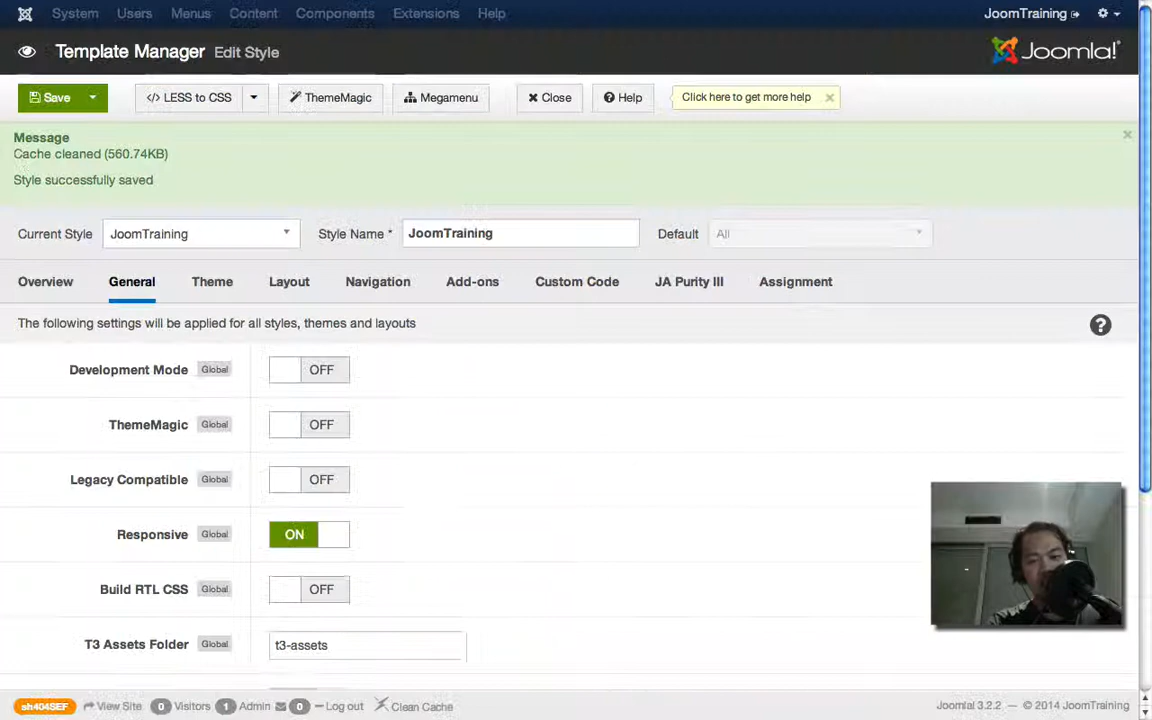 System Users Menus Content Components Extensions Help JoomTraining
Template Manager Edit Style Joomla!
Save LESS to CSS ThemeMagic Megamenu Close Help Click here to get more help
Message
Cache cleaned (560.74KB)
Style successfully saved
Current Style JoomTraining Style Name * JoomTraining Default All
Overview General Theme Layout Navigation Add-ons Custom Code JA Purity III Assignment
The following settings will be applied for all styles, themes and layouts
Development Mode Global OFF
ThemeMagic Global OFF
Legacy Compatible Global OFF
Responsive Global ON
Build RTL CSS Global OFF
T3 Assets Folder Global t3-assets
sh404SEF View Site 0 Visitors 1 Admin 0 Log out Clean Cache Joomla! 3.2.2 — © 2014 JoomTraining